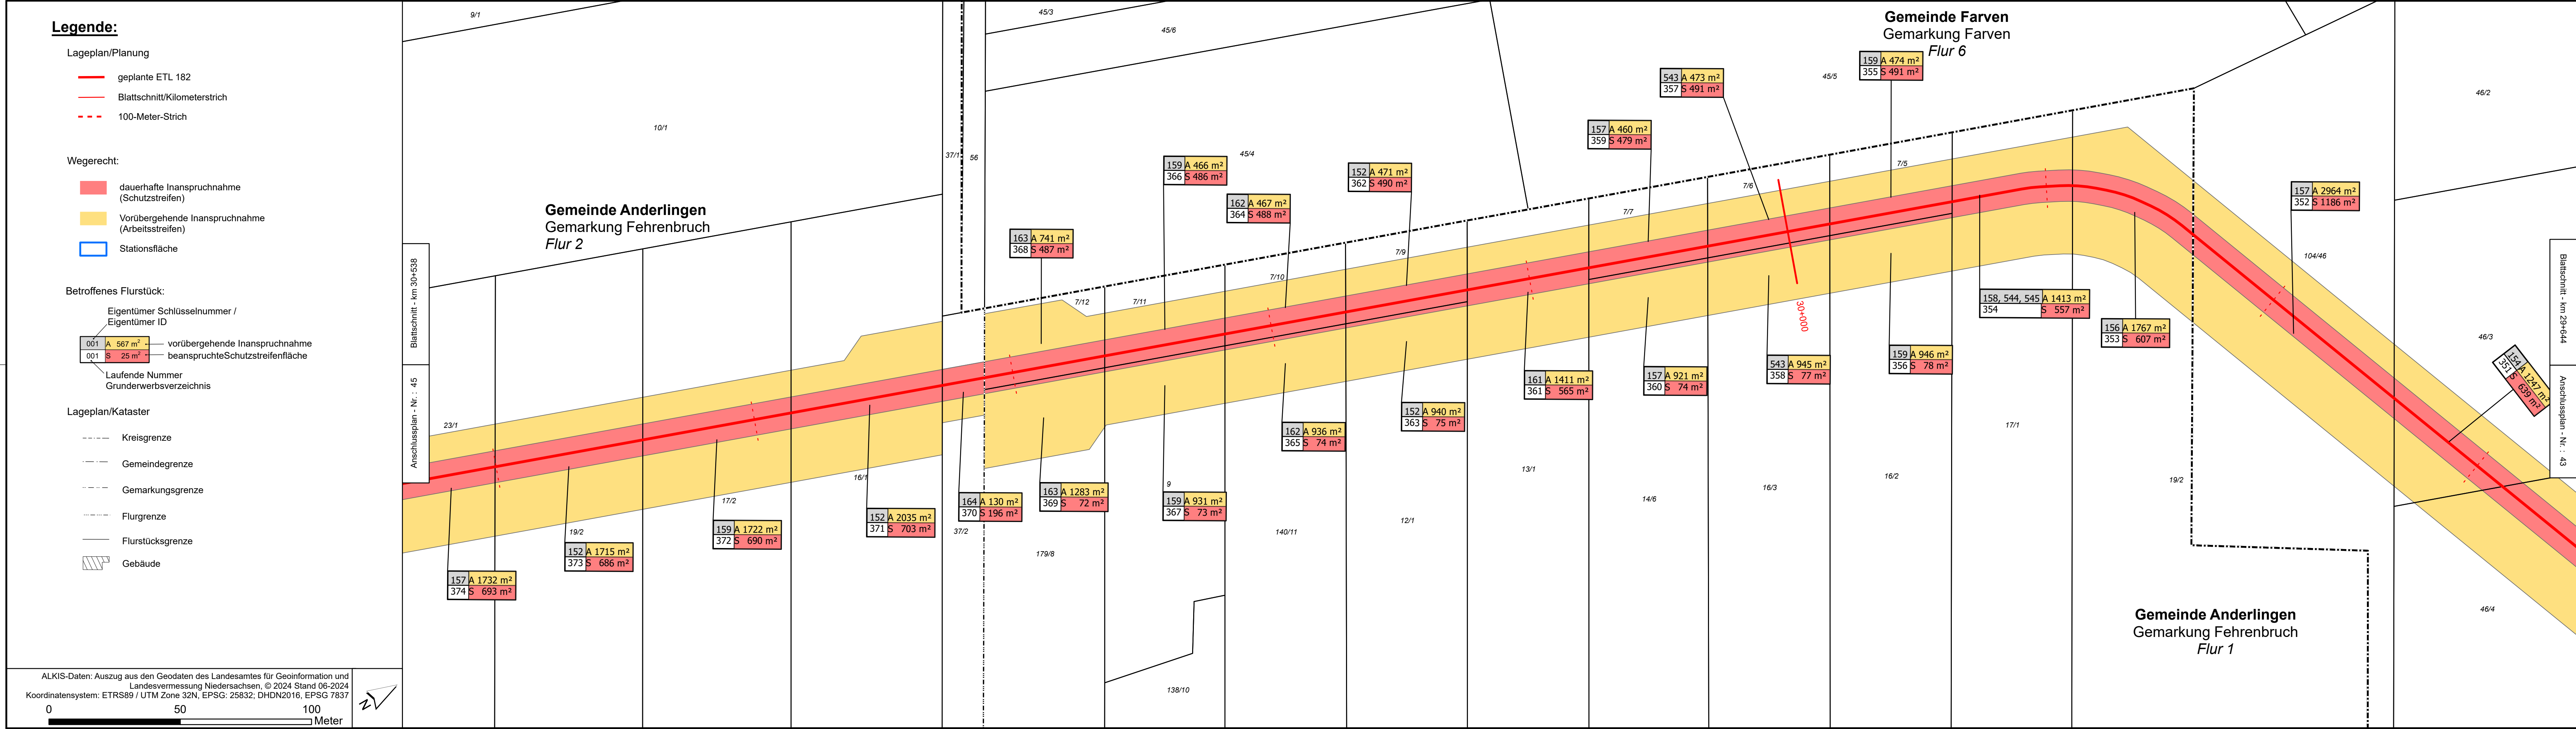 Legende:
Lageplan/Planung
geplante ETL 182
Blattschnitt/Kilometerstrich
100-Meter-Strich
Wegerecht:
dauerhafte Inanspruchnahme
(Schutzstreifen)
Vorübergehende Inanspruchnahme
(Arbeitsstreifen)
Stationsfläche
Betroffenes Flurstück:
Eigentümer Schlüsselnummer /
Eigentümer ID
001 A 567 m²
001 S 25 m²
vorübergehende Inanspruchnahme
beanspruchteSchutzstreifenfläche
Laufende Nummer
Grunderwerbsverzeichnis
Lageplan/Kataster
Kreisgrenze
Gemeindegrenze
Gemarkungsgrenze
Flurgrenze
Flurstücksgrenze
Gebäude
ALKIS-Daten: Auszug aus den Geodaten des Landesamtes für Geoinformation und
Landesvermessung Niedersachsen, © 2024 Stand 06-2024
Koordinatensystem: ETRS89 / UTM Zone 32N, EPSG: 25832; DHDN2016, EPSG 7837
0 50 100
Meter
N
Blattschnitt - km 30+538
Anschlussplan - Nr. : 45
9/1
10/1
Gemeinde Anderlingen
Gemarkung Fehrenbruch
Flur 2
23/1
19/2
17/2
16/1
37/1
56
37/2
45/3
45/6
45/4
45/5
Gemeinde Farven
Gemarkung Farven
Flur 6
46/2
163 A 741 m²
368 S 487 m²
159 A 466 m²
366 S 486 m²
162 A 467 m²
364 S 488 m²
152 A 471 m²
362 S 490 m²
157 A 460 m²
359 S 479 m²
543 A 473 m²
357 S 491 m²
159 A 474 m²
355 S 491 m²
157 A 2964 m²
352 S 1186 m²
7/12
7/11
7/10
7/9
7/7
7/6
7/5
104/46
46/3
30+000
157 A 1732 m²
374 S 693 m²
152 A 1715 m²
373 S 686 m²
159 A 1722 m²
372 S 690 m²
152 A 2035 m²
371 S 703 m²
164 A 130 m²
370 S 196 m²
163 A 1283 m²
369 S 72 m²
159 A 931 m²
367 S 73 m²
162 A 936 m²
365 S 74 m²
152 A 940 m²
363 S 75 m²
161 A 1411 m²
361 S 565 m²
157 A 921 m²
360 S 74 m²
543 A 945 m²
358 S 77 m²
159 A 946 m²
356 S 78 m²
158, 544, 545 A 1413 m²
354 S 557 m²
156 A 1767 m²
353 S 607 m²
154 A 1247 m²
351 S 639 m²
179/8
9
138/10
140/11
12/1
13/1
14/6
16/3
16/2
17/1
19/2
46/4
Gemeinde Anderlingen
Gemarkung Fehrenbruch
Flur 1
Blattschnitt - km 29+644
Anschlussplan - Nr. : 43